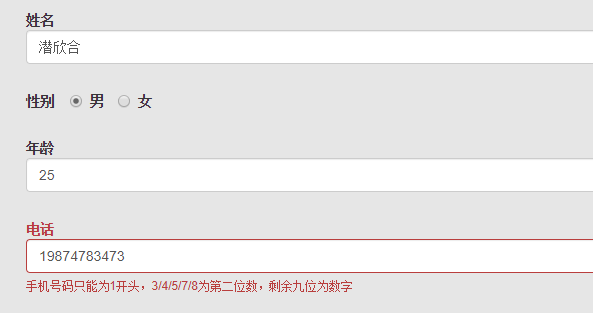 姓名
潜欣合
性别 男 女
年龄
25
电话
19874783473
手机号码只能为1开头，3/4/5/7/8为第二位数，剩余九位为数字